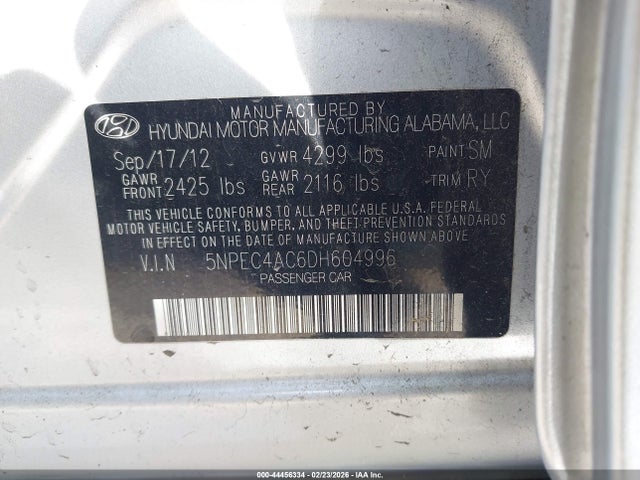 MANUFACTURED BY
HYUNDAI MOTOR MANUFACTURING ALABAMA, LLC
Sep/17/12 GVWR 4299 lbs PAINT SM
GAWR FRONT 2425 lbs GAWR REAR 2116 lbs TRIM RY
THIS VEHICLE CONFORMS TO ALL APPLICABLE U.S.A. FEDERAL
MOTOR VEHICLE SAFETY, BUMPER, AND THEFT PREVENTION
STANDARDS IN EFFECT ON THE DATE OF MANUFACTURE SHOWN ABOVE.
V.I.N 5NPEC4AC6DH604996
PASSENGER CAR
000-44456334 - 02/23/2026 - IAA Inc.